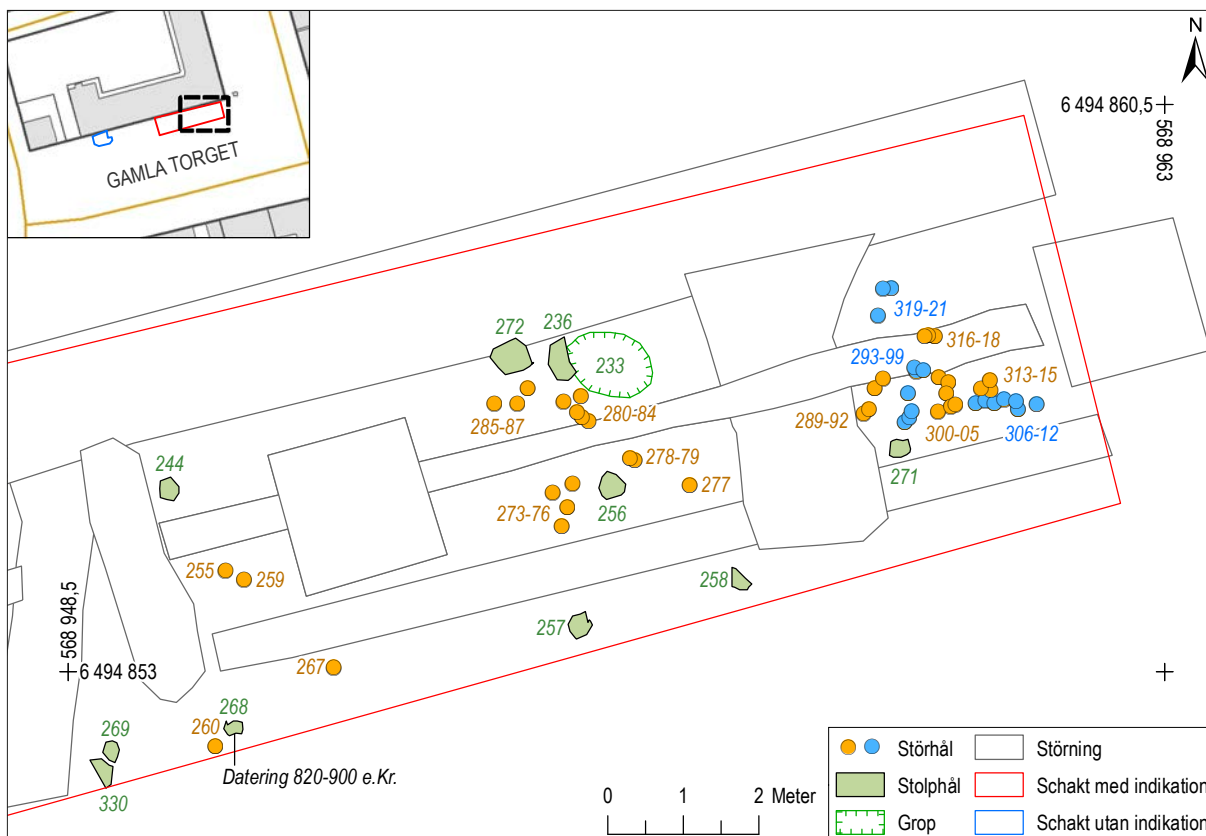 GAMLA TORGET
N
6 494 860,5
568 963
319-21
316-18
272
236
233
293-99
313-15
285-87
280-84
289-92
300-05
306-12
271
244
278-79
277
273-76
256
255
259
258
257
568 948,5
6 494 853
267
268
260
269
Datering 820-900 e.Kr.
330
0 1 2 Meter
Störhål
Störning
Stolphål
Schakt med indikation
Grop
Schakt utan indikation